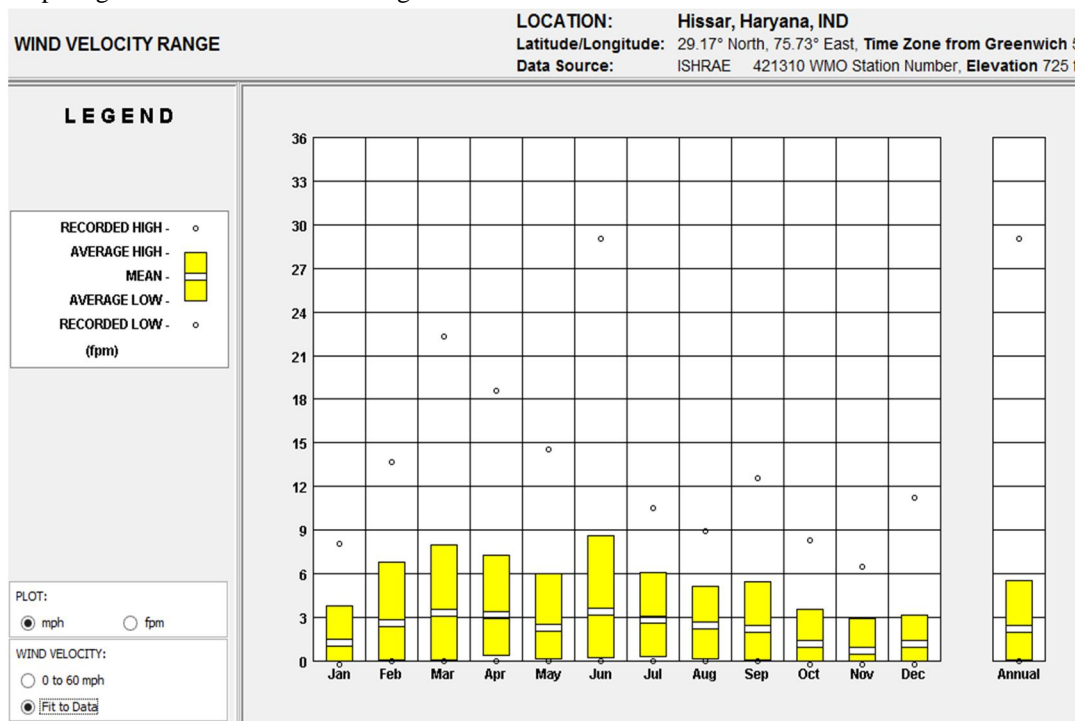 WIND VELOCITY RANGE
LOCATION: Hissar, Haryana, IND
Latitude/Longitude: 29.17° North, 75.73° East, Time Zone from Greenwich 5
Data Source: ISHRAE 421310 WMO Station Number, Elevation 725 f
LEGEND
RECORDED HIGH -
AVERAGE HIGH -
MEAN -
AVERAGE LOW -
RECORDED LOW -
(fpm)
36
33
30
27
24
21
18
15
12
9
6
3
0
Jan Feb Mar Apr May Jun Jul Aug Sep Oct Nov Dec Annual
PLOT:
mph fpm
WIND VELOCITY:
0 to 60 mph
Fit to Data